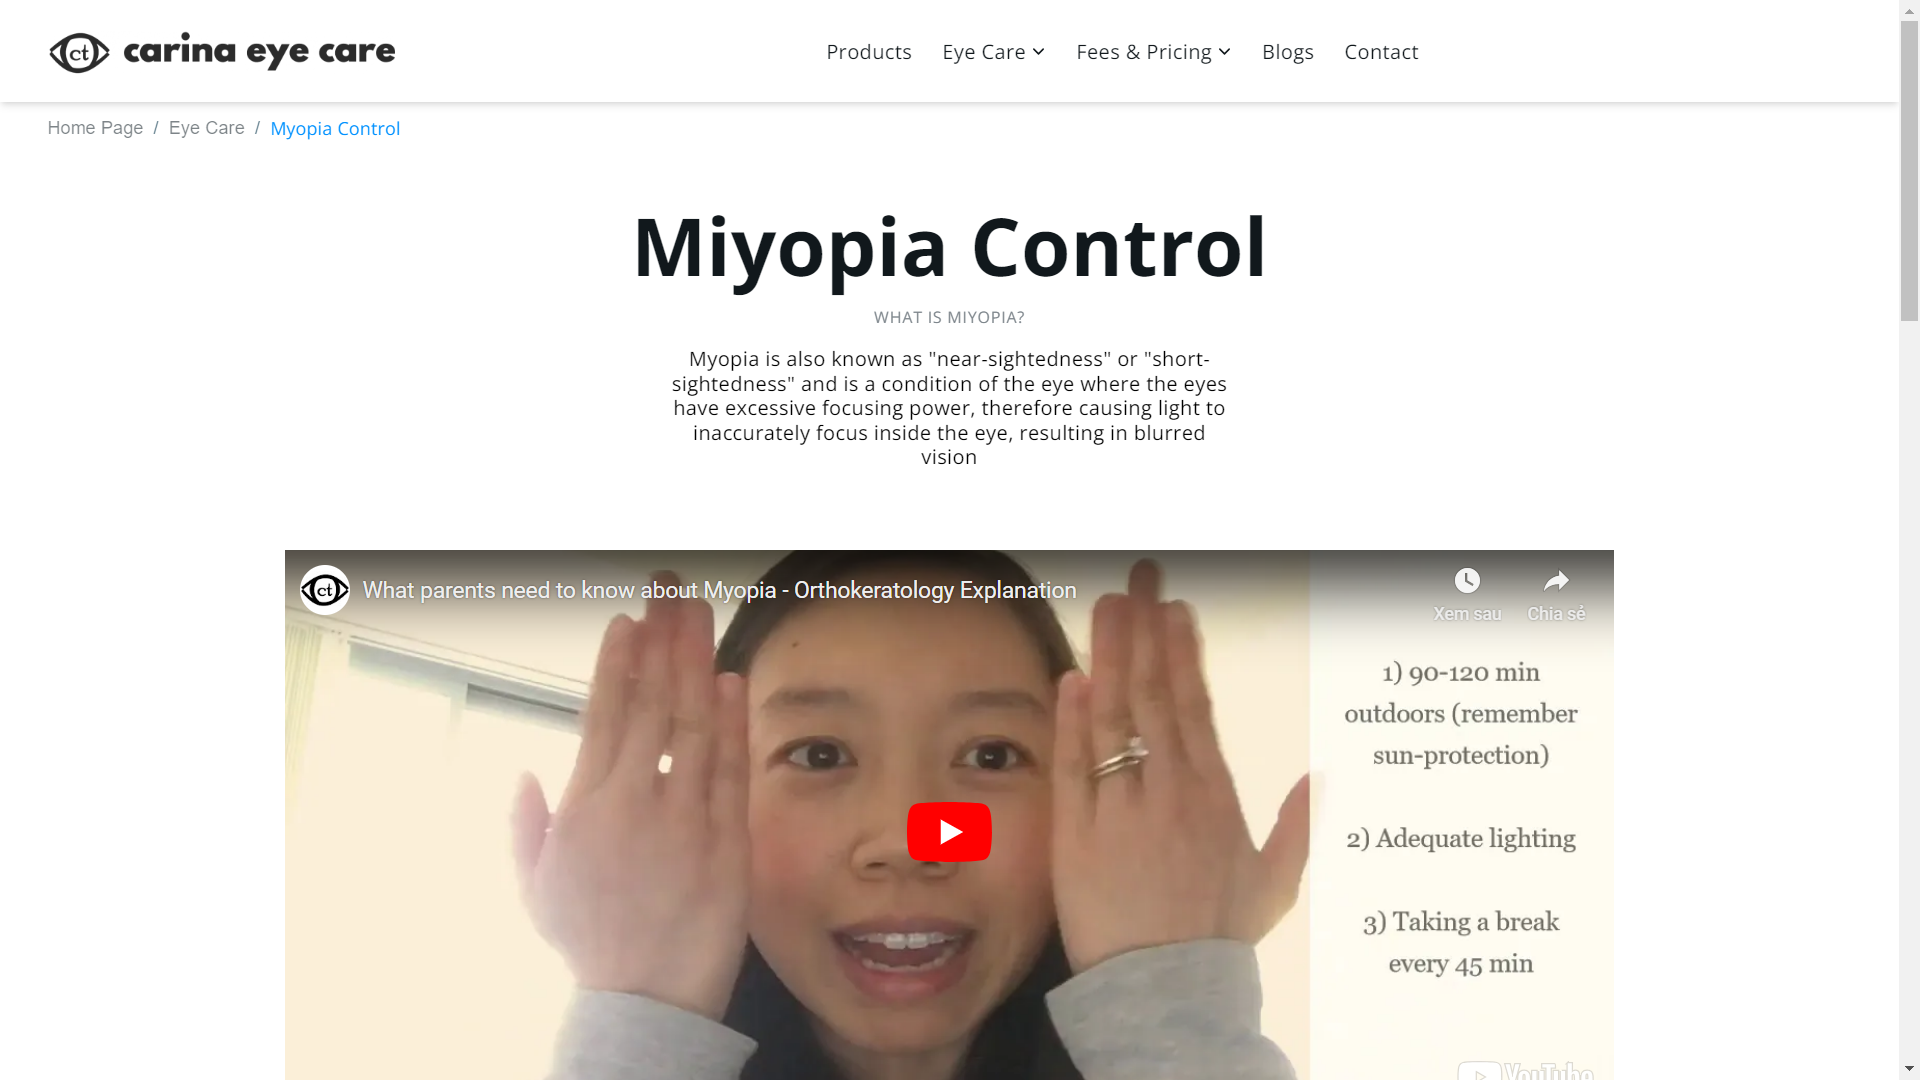 ct carina eye care
Products Eye Care Fees & Pricing Blogs Contact
Home Page / Eye Care / Myopia Control
Miyopia Control
WHAT IS MIYOPIA?
Myopia is also known as "near-sightedness" or "short-
sightedness" and is a condition of the eye where the eyes
have excessive focusing power, therefore causing light to
inaccurately focus inside the eye, resulting in blurred
vision
ct What parents need to know about Myopia - Orthokeratology Explanation
Xem sau Chia sẻ
1) 90-120 min
outdoors (remember
sun-protection)
2) Adequate lighting
3) Taking a break
every 45 min
YouTube